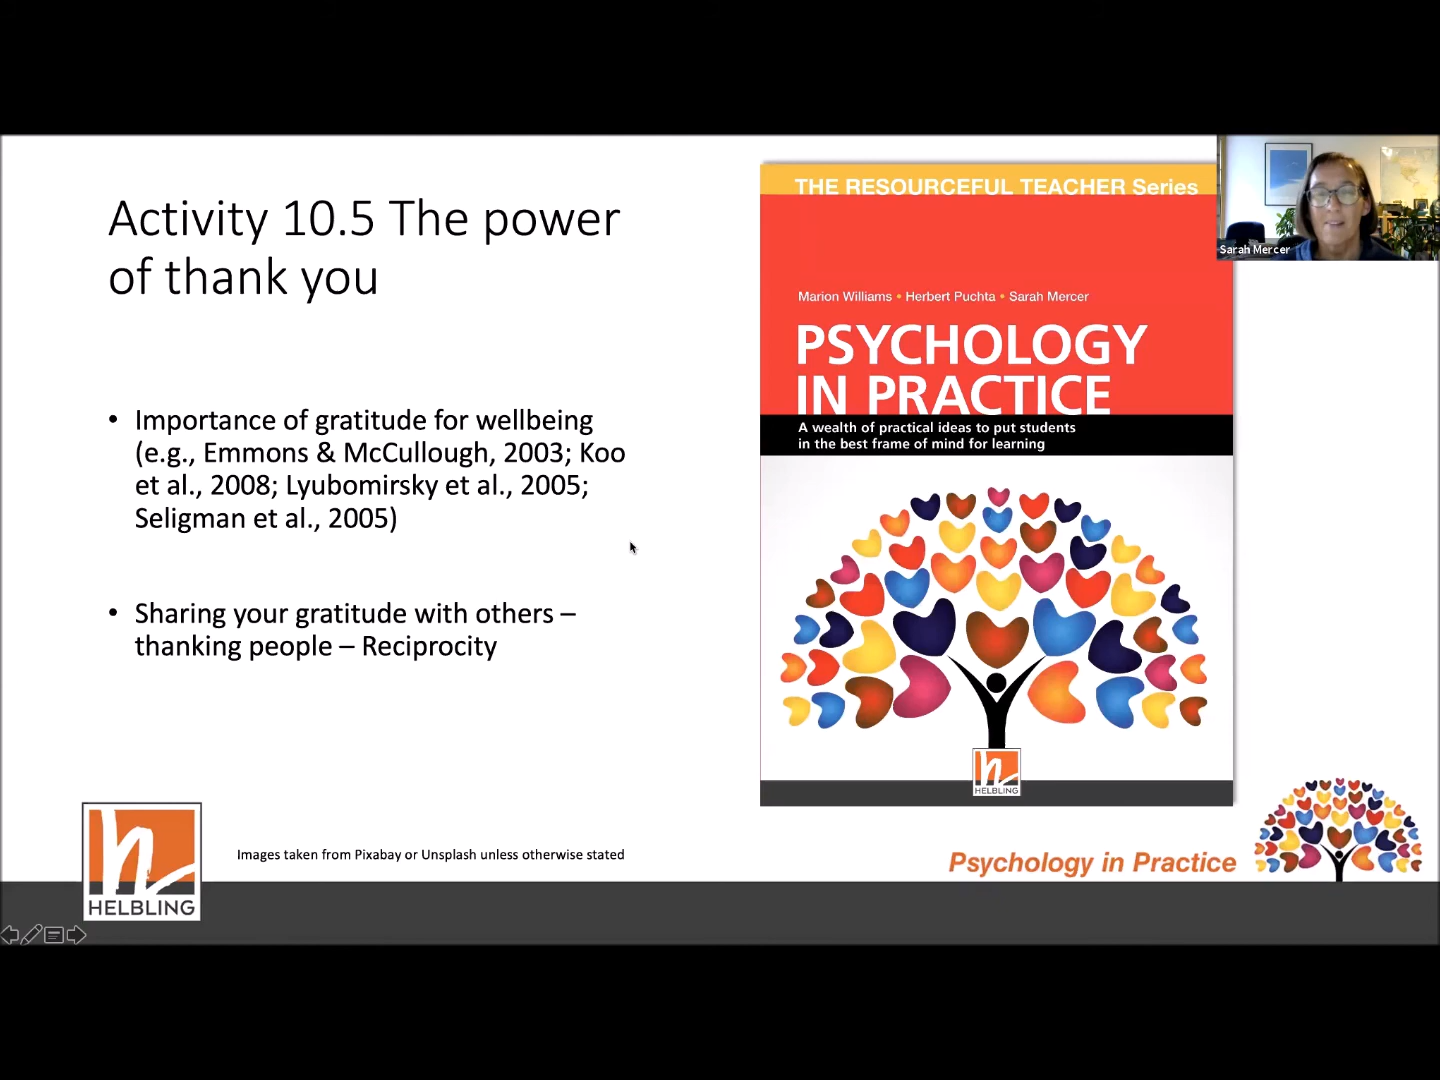 Activity 10.5 The power
of thank you
• Importance of gratitude for wellbeing
(e.g., Emmons & McCullough, 2003; Koo
et al., 2008; Lyubomirsky et al., 2005;
Seligman et al., 2005)
• Sharing your gratitude with others –
thanking people – Reciprocity
THE RESOURCEFUL TEACHER Series
Marion Williams • Herbert Puchta • Sarah Mercer
PSYCHOLOGY
IN PRACTICE
A wealth of practical ideas to put students
in the best frame of mind for learning
h
HELBLING
Sarah Mercer
Images taken from Pixabay or Unsplash unless otherwise stated
Psychology in Practice
h
HELBLING